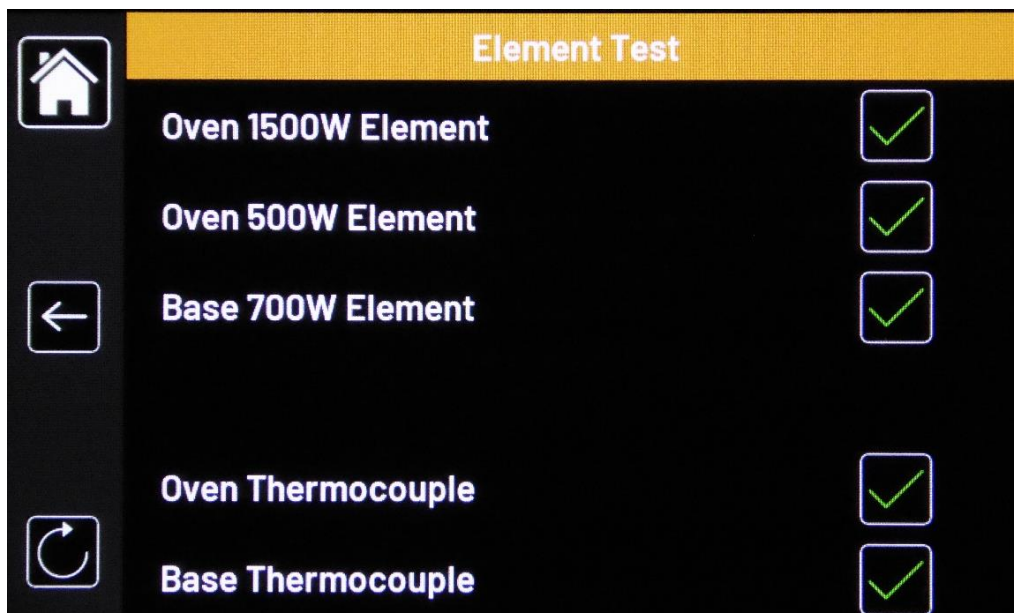 Element Test
Oven 1500W Element
Oven 500W Element
Base 700W Element
Oven Thermocouple
Base Thermocouple